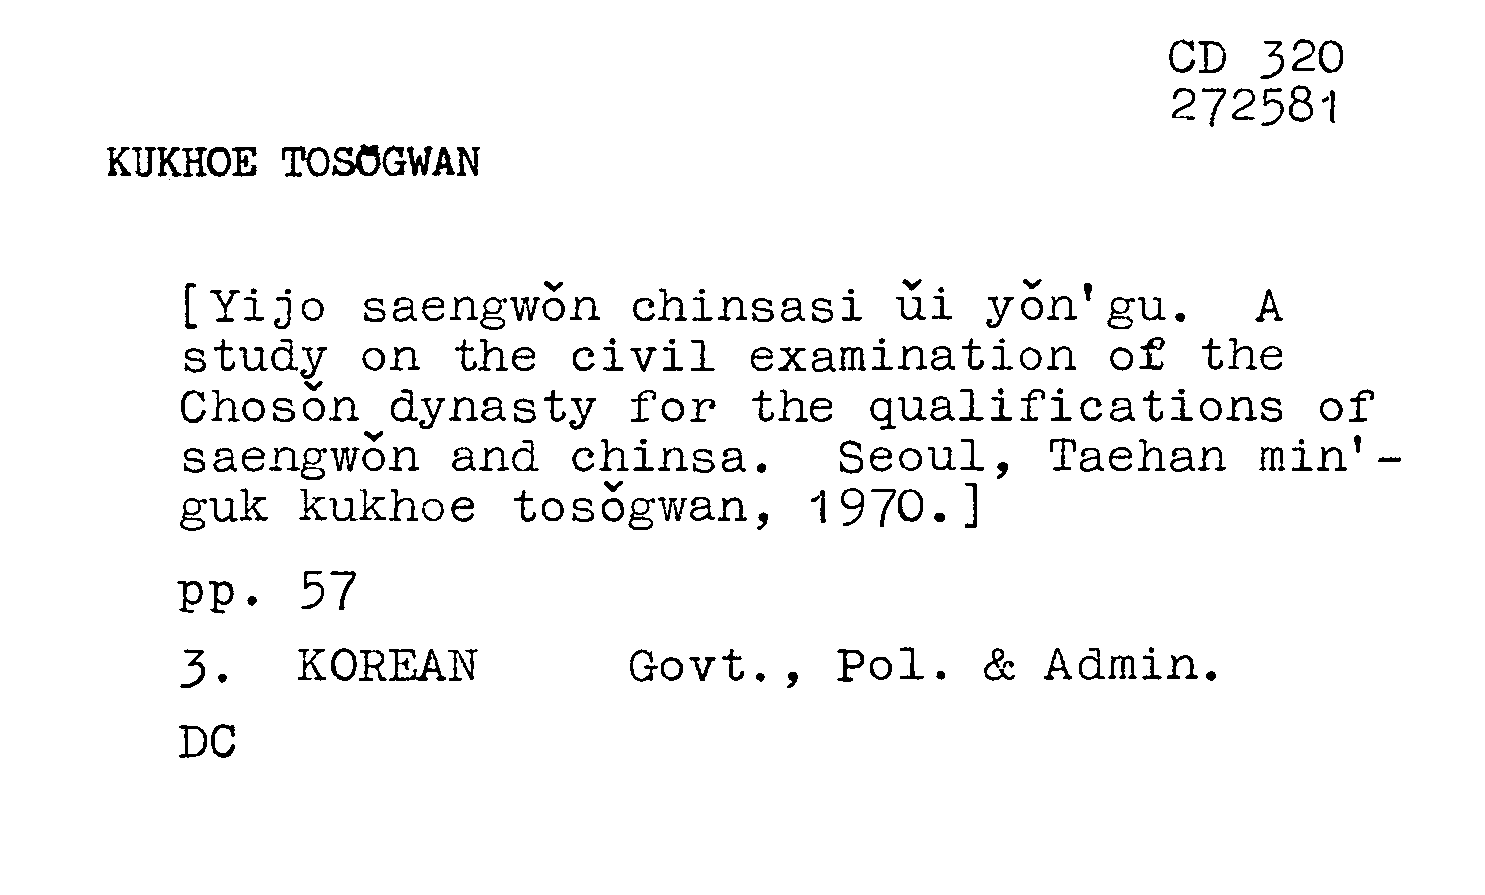 CD 320
272581
KUKHOE TOSŎGWAN
[Yijo saengwŏn chinsasi ŭi yŏn'gu.  A
study on the civil examination of the
Chosŏn dynasty for the qualifications of
saengwŏn and chinsa.  Seoul, Taehan min'-
guk kukhoe tosŏgwan, 1970.]
pp. 57
3.  KOREAN     Govt., Pol. & Admin.
DC